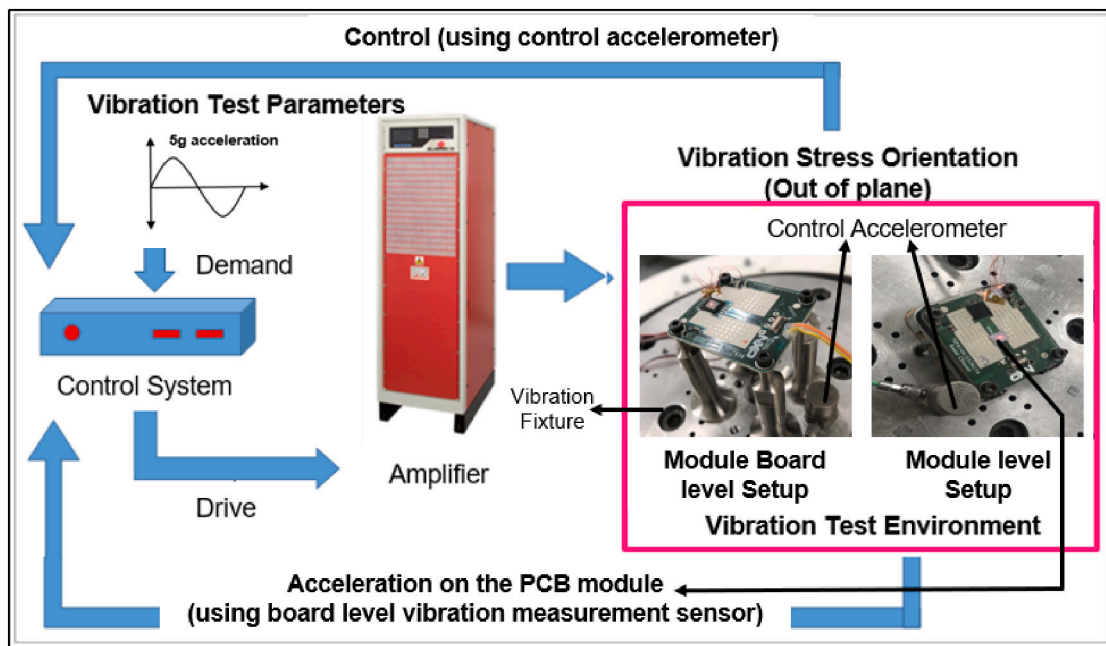 Control (using control accelerometer)
Vibration Test Parameters
5g acceleration
Demand
Control System
Drive
Amplifier
Vibration Stress Orientation
(Out of plane)
Control Accelerometer
Vibration
Fixture
Module Board
level Setup
Module level
Setup
Vibration Test Environment
Acceleration on the PCB module
(using board level vibration measurement sensor)